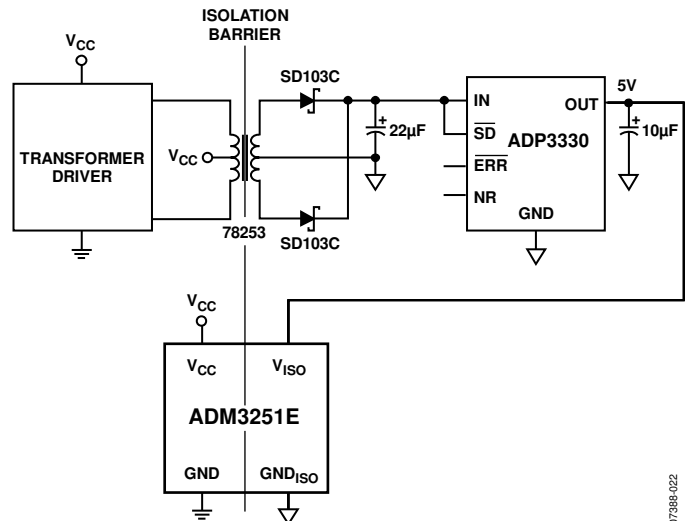 ISOLATION
BARRIER
VCC
SD103C
TRANSFORMER
DRIVER
VCC
78253
SD103C
22µF
+
IN
OUT
SD
ADP3330
ERR
NR
GND
5V
+
10µF
VCC
VCC
VISO
ADM3251E
GND
GNDISO
07388-022